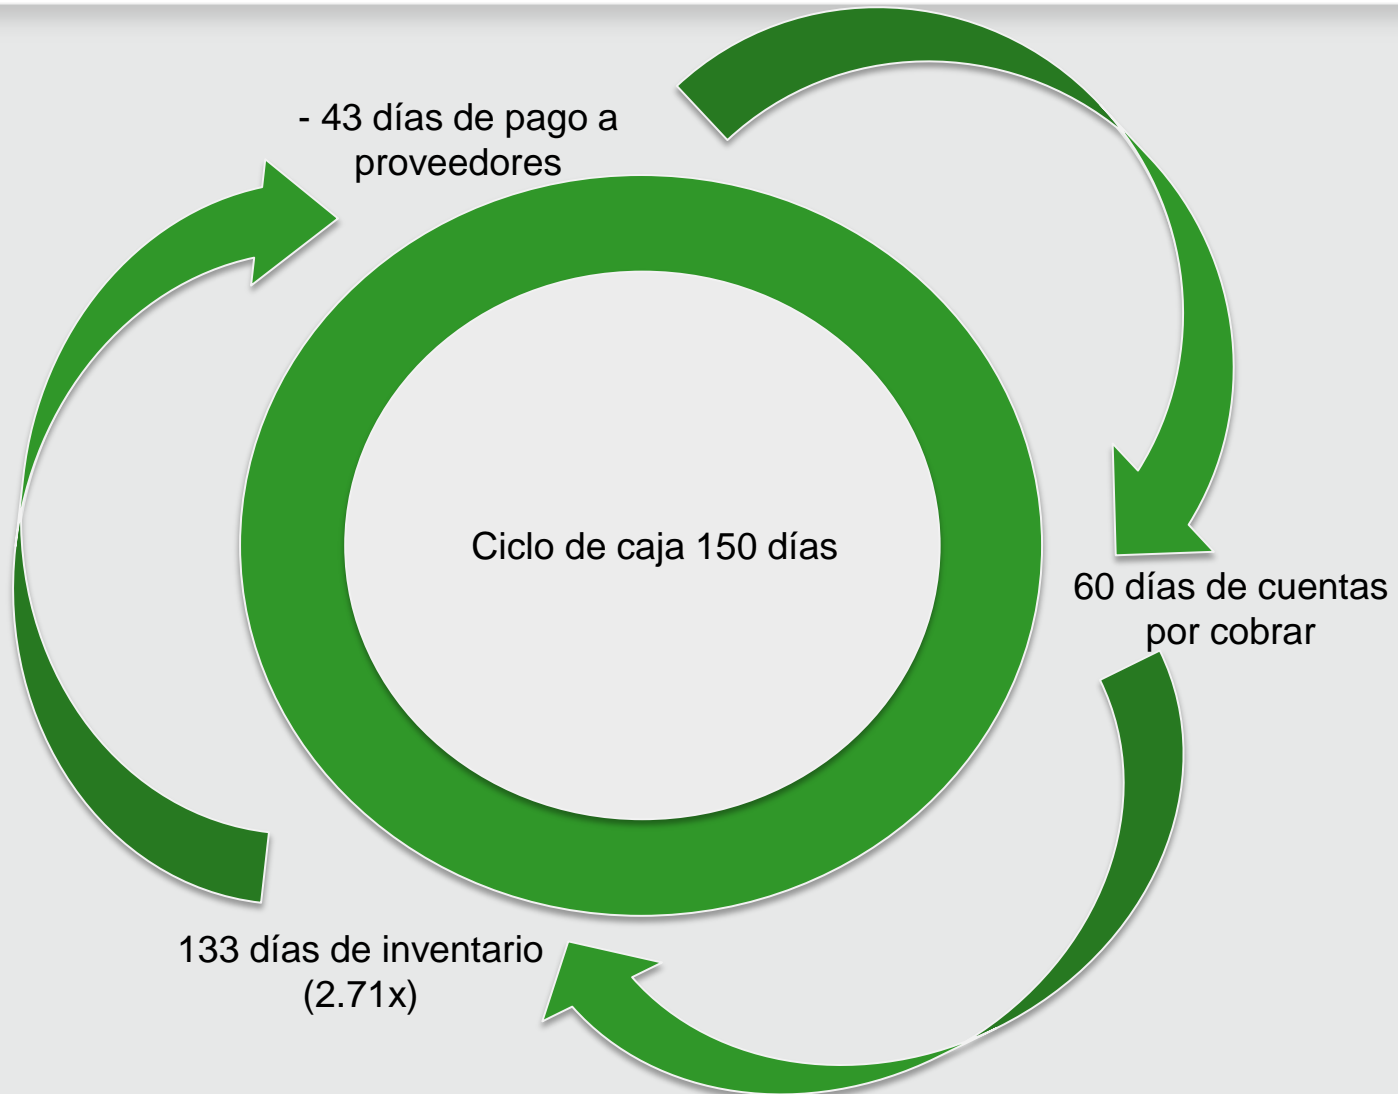 - 43 días de pago a
proveedores
Ciclo de caja 150 días
60 días de cuentas
por cobrar
133 días de inventario
(2.71x)